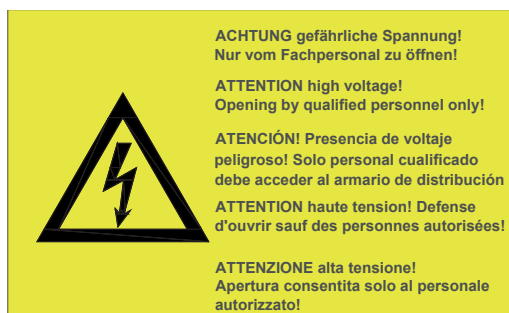 ACHTUNG gefährliche Spannung!
Nur vom Fachpersonal zu öffnen!
ATTENTION high voltage!
Opening by qualified personnel only!
ATENCIÓN! Presencia de voltaje
peligroso! Solo personal cualificado
debe acceder al armario de distribución
ATTENTION haute tension! Defense
d'ouvrir sauf des personnes autorisées!
ATTENZIONE alta tensione!
Apertura consentita solo al personale
autorizzato!